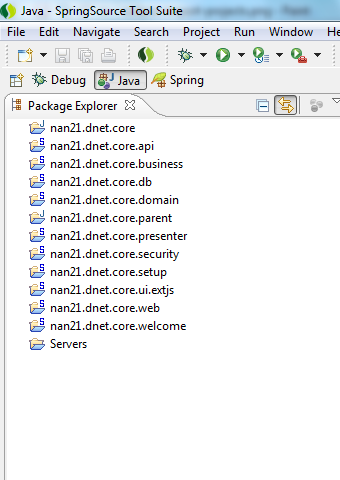 Java - SpringSource Tool Suite
File Edit Navigate Search Project Run Window He
Debug Java Spring
Package Explorer
nan21.dnet.core
nan21.dnet.core.api
nan21.dnet.core.business
nan21.dnet.core.db
nan21.dnet.core.domain
nan21.dnet.core.parent
nan21.dnet.core.presenter
nan21.dnet.core.security
nan21.dnet.core.setup
nan21.dnet.core.ui.extjs
nan21.dnet.core.web
nan21.dnet.core.welcome
Servers